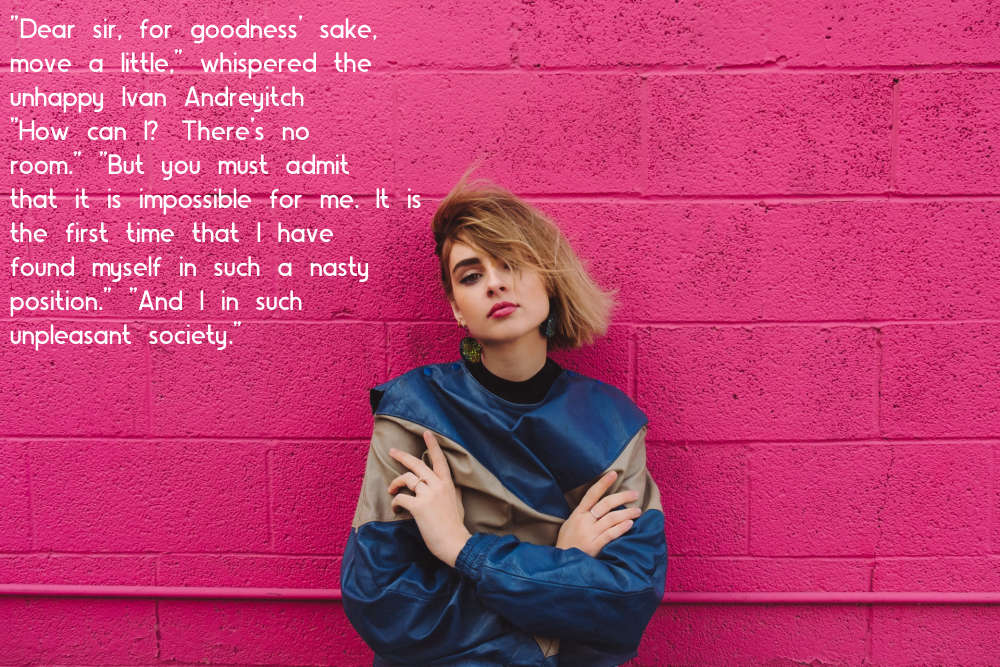 "Dear sir, for goodness' sake,
move a little," whispered the
unhappy Ivan Andreyitch
"How can I? There's no
room." "But you must admit
that it is impossible for me. It is
the first time that I have
found myself in such a nasty
position." "And I in such
unpleasant society."